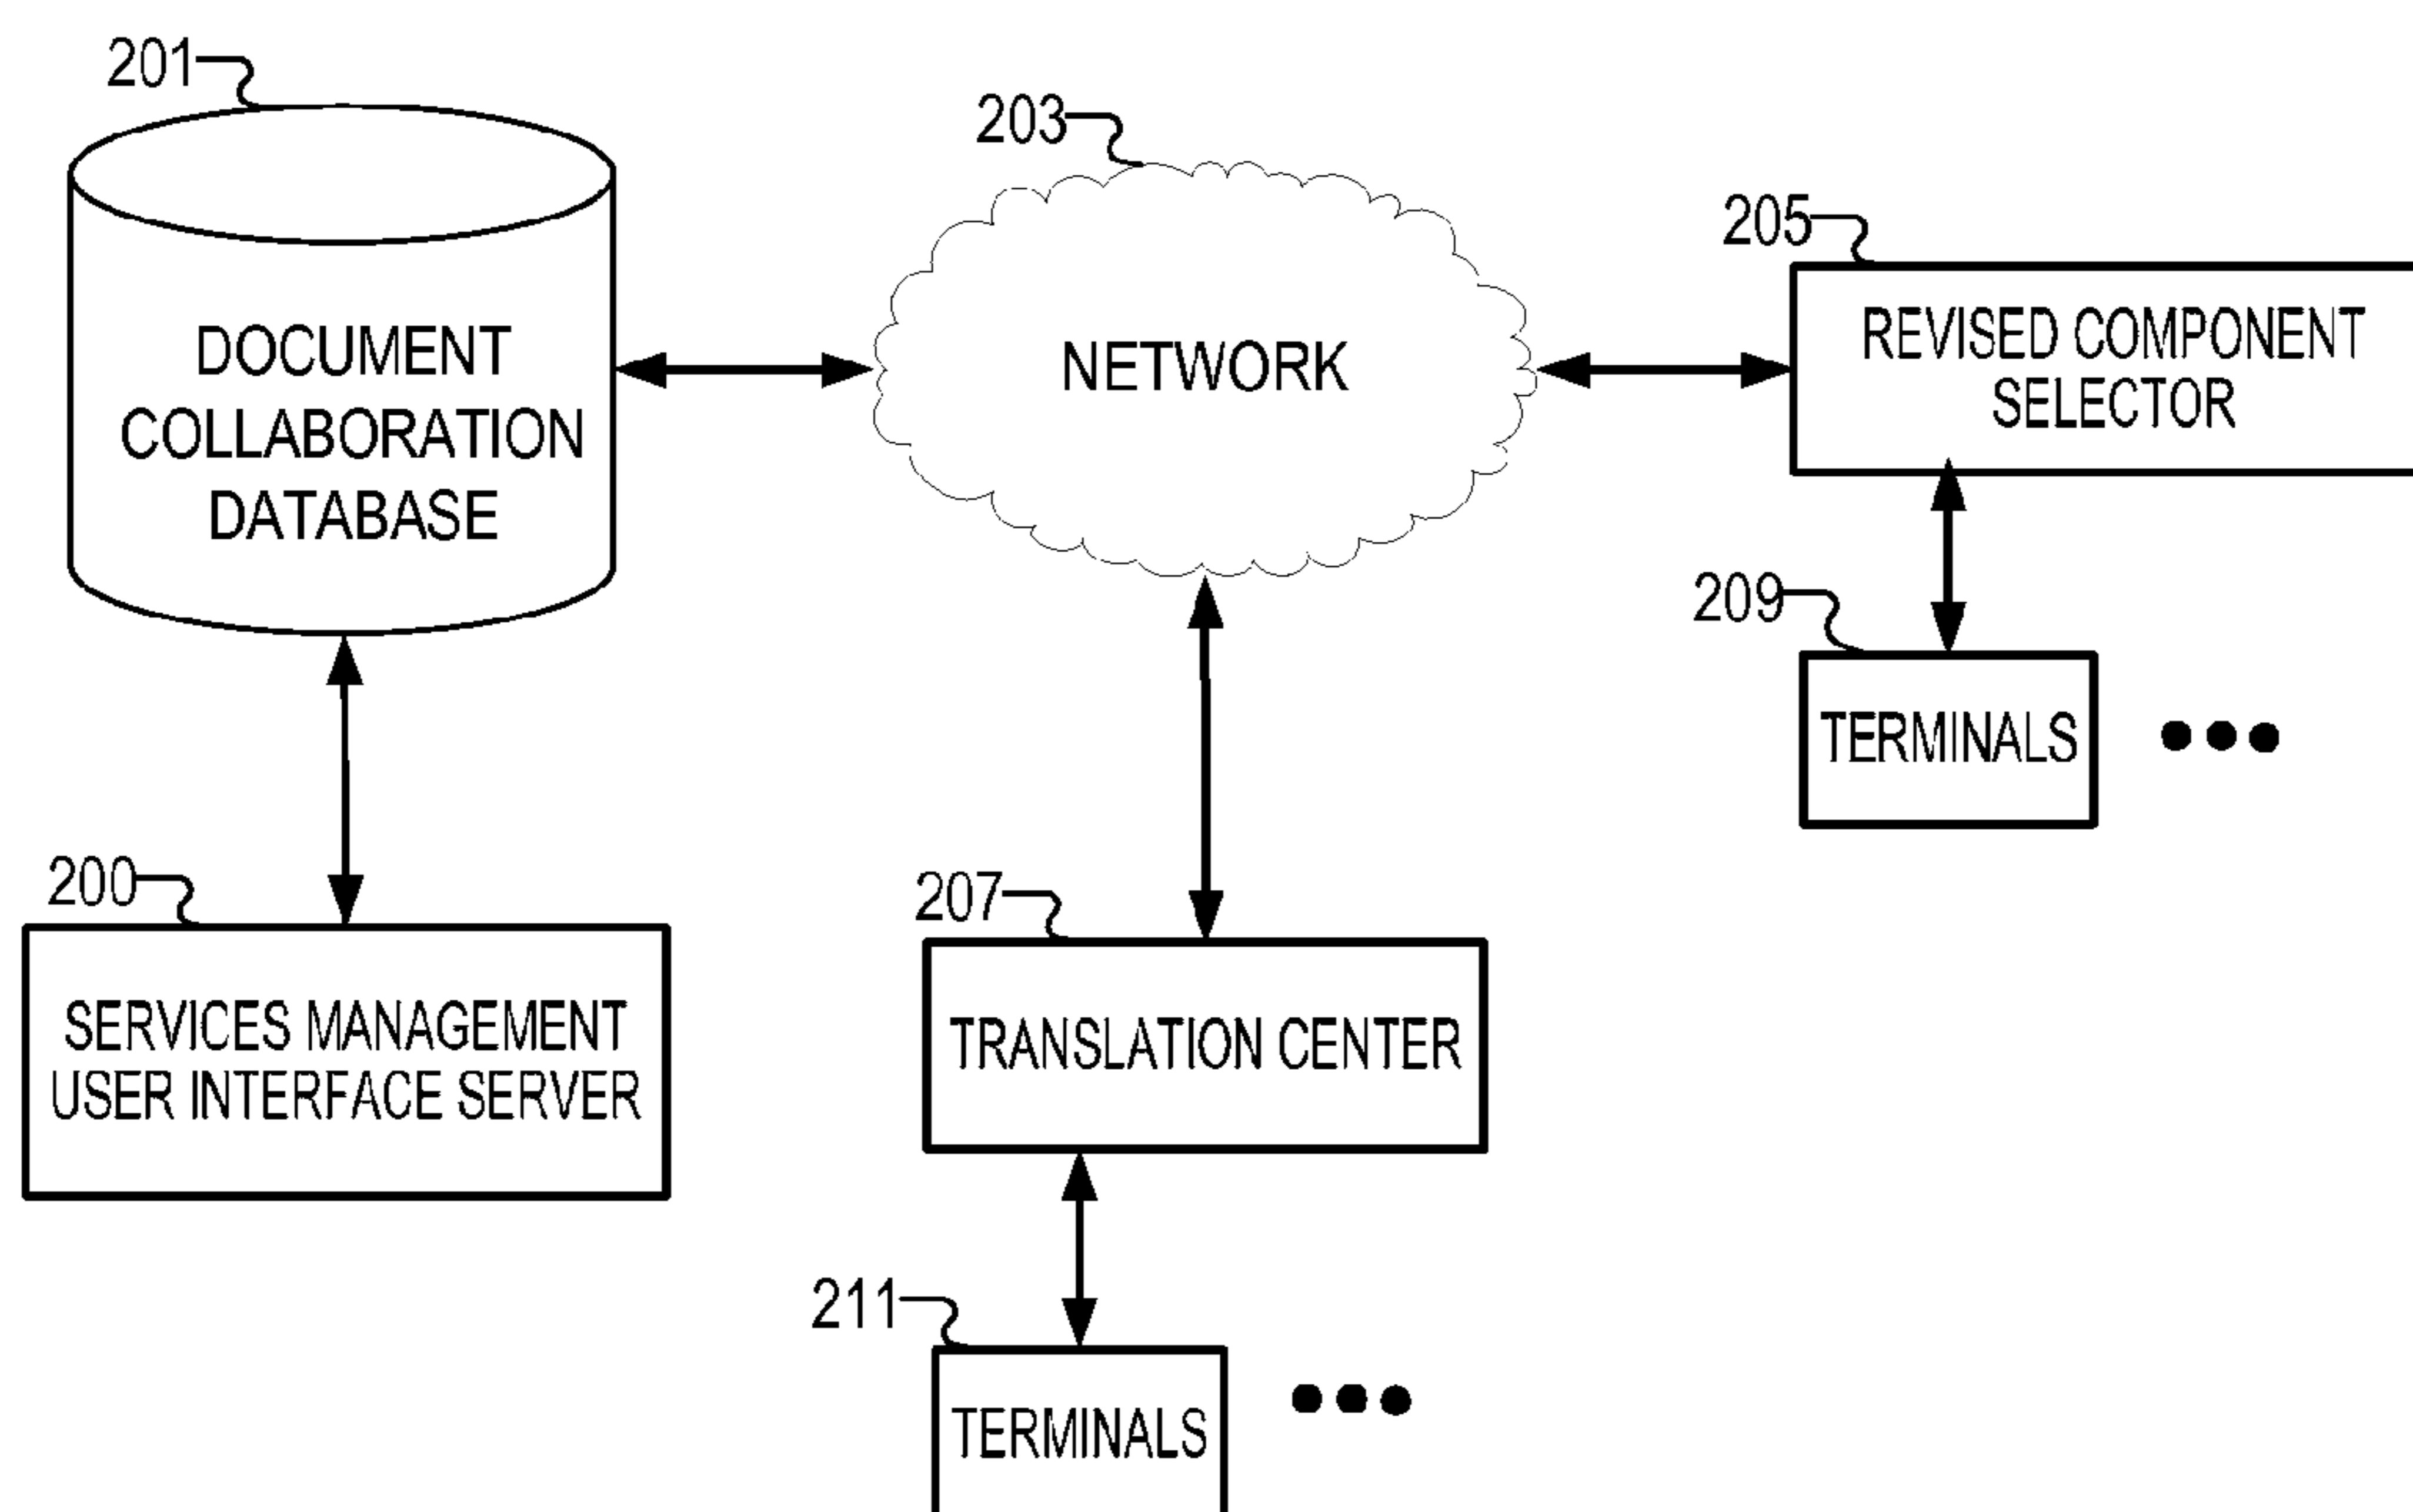 201
DOCUMENT
COLLABORATION
DATABASE
203
NETWORK
205
REVISED COMPONENT
SELECTOR
209
TERMINALS
200
SERVICES MANAGEMENT
USER INTERFACE SERVER
207
TRANSLATION CENTER
211
TERMINALS